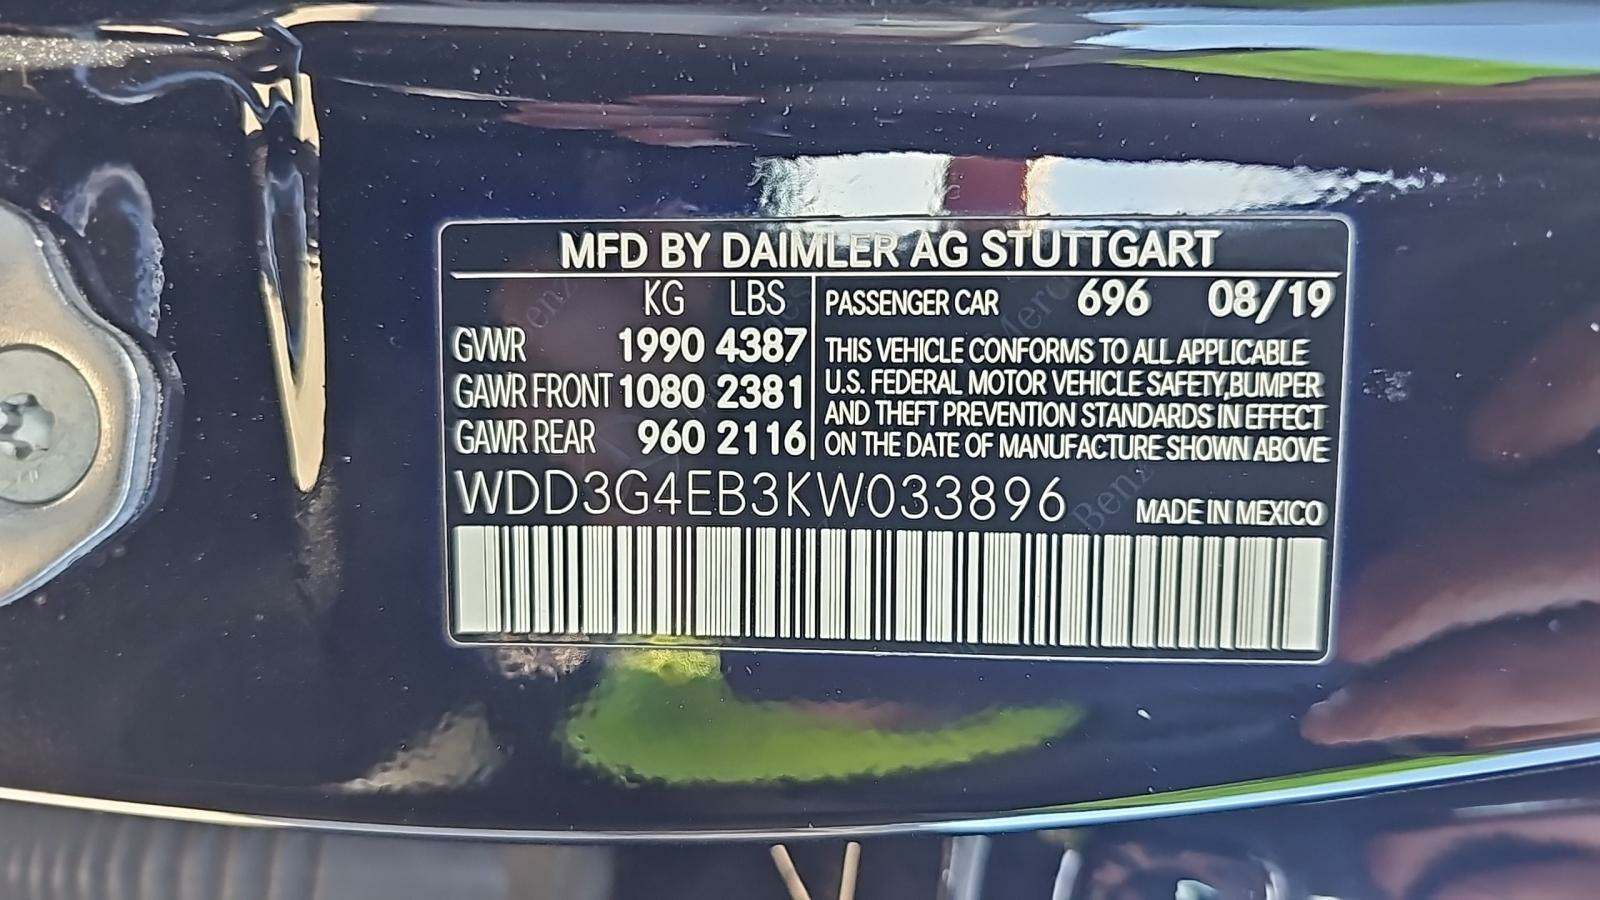 MFD BY DAIMLER AG STUTTGART
KG LBS
GVWR 1990 4387
GAWR FRONT 1080 2381
GAWR REAR 960 2116
PASSENGER CAR 696 08/19
THIS VEHICLE CONFORMS TO ALL APPLICABLE
U.S. FEDERAL MOTOR VEHICLE SAFETY,BUMPER
AND THEFT PREVENTION STANDARDS IN EFFECT
ON THE DATE OF MANUFACTURE SHOWN ABOVE
WDD3G4EB3KW033896
MADE IN MEXICO